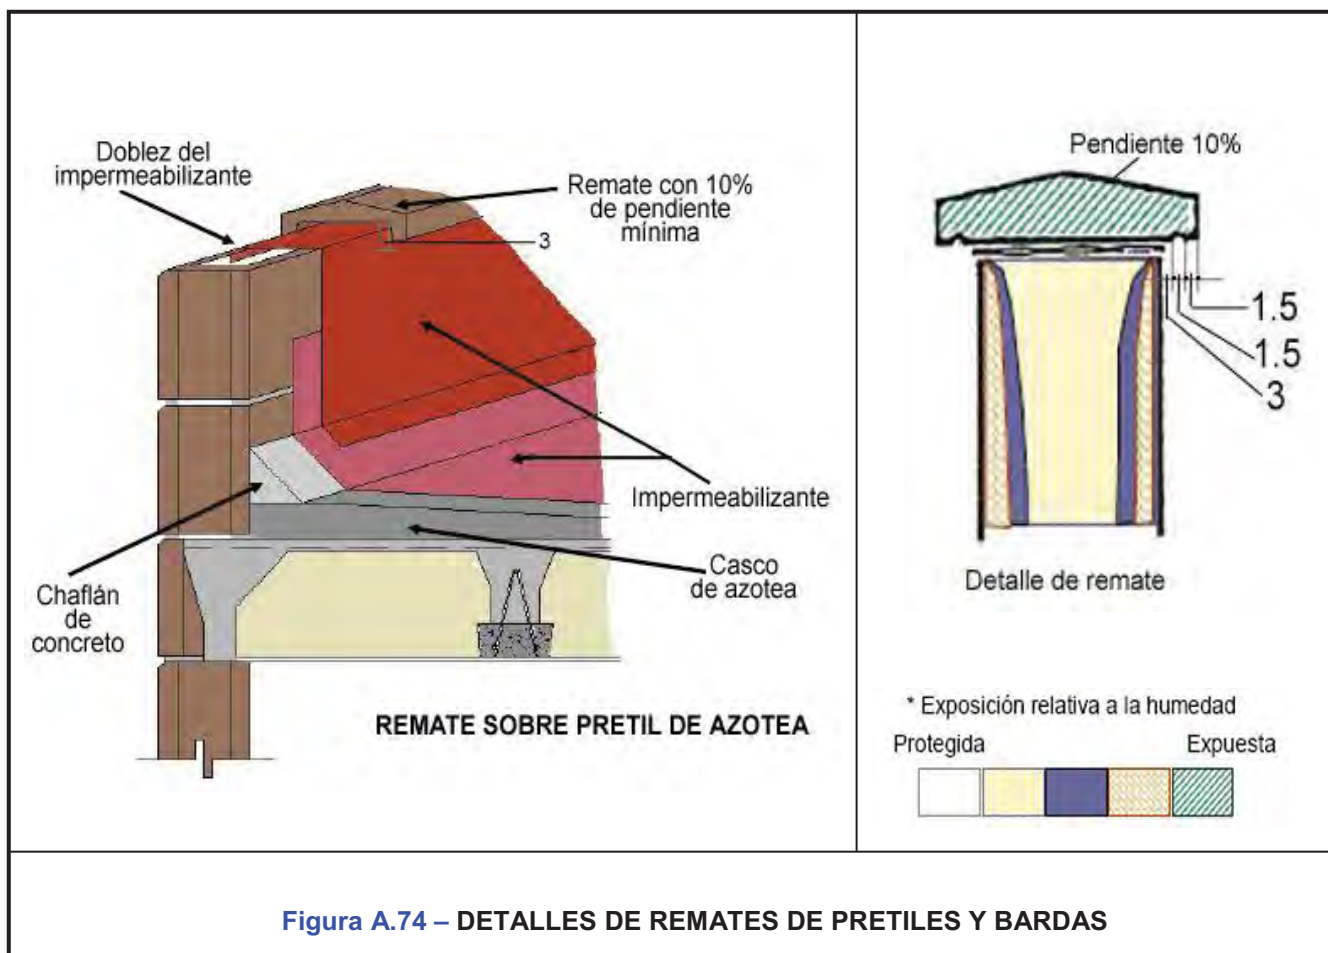 Doblez del
impermeabilizante
Remate con 10%
de pendiente
mínima
3
Impermeabilizante
Casco
de azotea
Chaflán
de
concreto
REMATE SOBRE PRETIL DE AZOTEA
Pendiente 10%
1.5
1.5
3
Detalle de remate
* Exposición relativa a la humedad
Protegida Expuesta
Figura A.74 – DETALLES DE REMATES DE PRETILES Y BARDAS